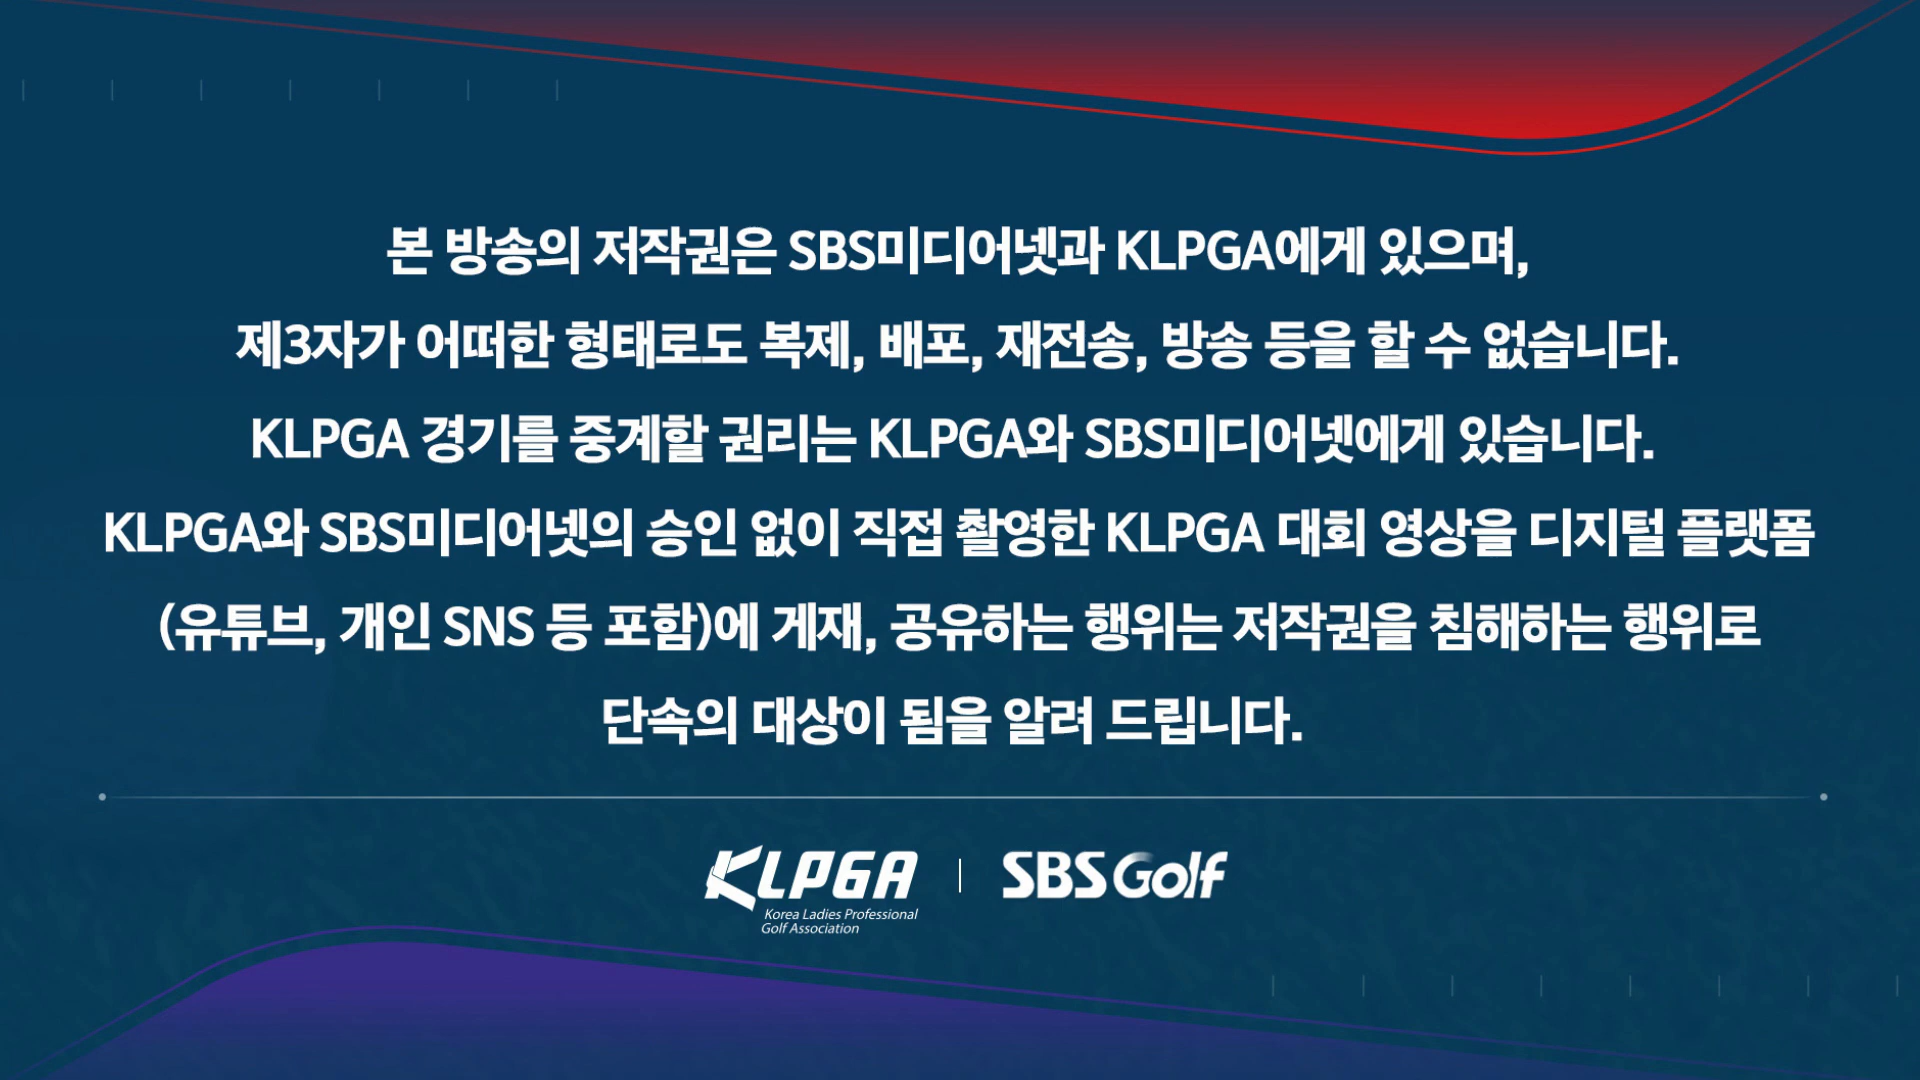 본 방송의 저작권은 SBS미디어넷과 KLPGA에게 있으며,
제3자가 어떠한 형태로도 복제, 배포, 재전송, 방송 등을 할 수 없습니다.
KLPGA 경기를 중계할 권리는 KLPGA와 SBS미디어넷에게 있습니다.
KLPGA와 SBS미디어넷의 승인 없이 직접 촬영한 KLPGA 대회 영상을 디지털 플랫폼
(유튜브, 개인 SNS 등 포함)에 게재, 공유하는 행위는 저작권을 침해하는 행위로
단속의 대상이 됨을 알려 드립니다.
KLPGA
Korea Ladies Professional
Golf Association
SBS Golf